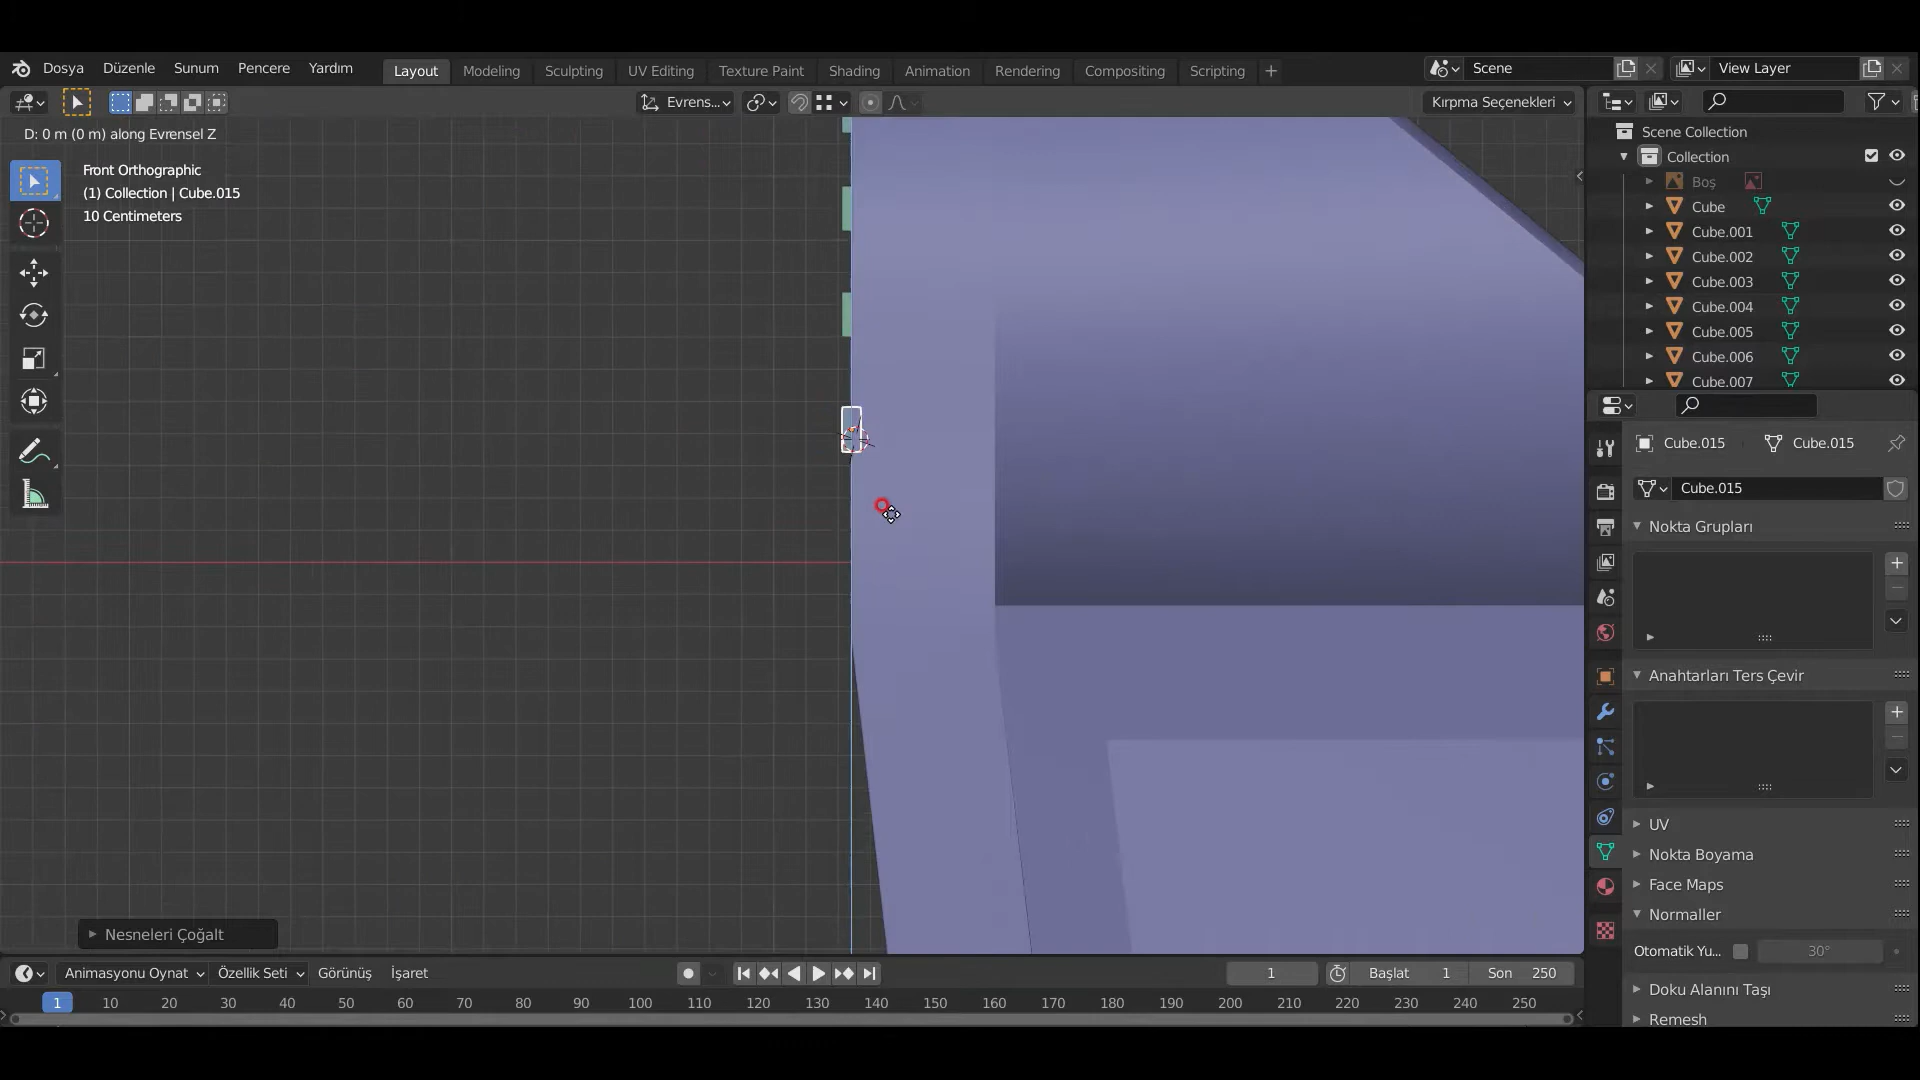 Dosya Düzenle Sunum Pencere Yardım Layout Modeling Sculpting UV Editing Texture Paint Shading Animation Rendering Compositing Scripting + Scene View Layer
Evrens... Kırpma Seçenekleri
D: 0 m (0 m) along Evrensel Z
Front Orthographic
(1) Collection | Cube.015
10 Centimeters
Scene Collection
Collection
Boş
Cube
Cube.001
Cube.002
Cube.003
Cube.004
Cube.005
Cube.006
Cube.007
Cube.015 Cube.015
Cube.015
Nokta Grupları
Anahtarları Ters Çevir
UV
Nokta Boyama
Face Maps
Normaller
Otomatik Yu... 30°
Doku Alanını Taşı
Remesh
Nesneleri Çoğalt
Animasyonu Oynat Özellik Seti Görünüş İşaret 1 Başlat 1 Son 250
1 10 20 30 40 50 60 70 80 90 100 110 120 130 140 150 160 170 180 190 200 210 220 230 240 250